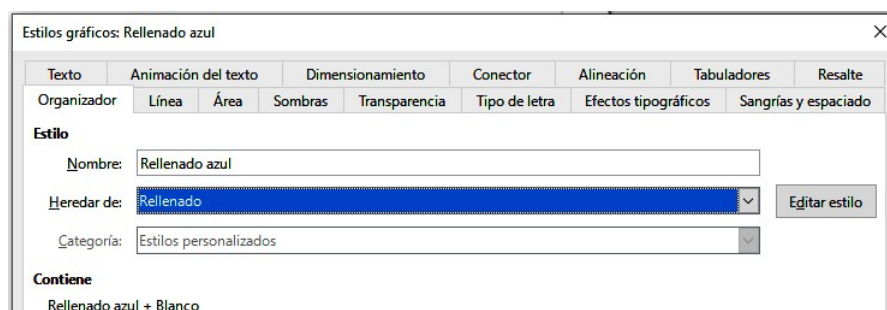 Estilos gráficos: Rellenado azul
Texto Animación del texto Dimensionamiento Conector Alineación Tabuladores Resalte
Organizador Línea Área Sombras Transparencia Tipo de letra Efectos tipográficos Sangrías y espaciado
Estilo
Nombre: Rellenado azul
Heredar de: Rellenado Editar estilo
Categoría: Estilos personalizados
Contiene
Rellenado azul + Blanco